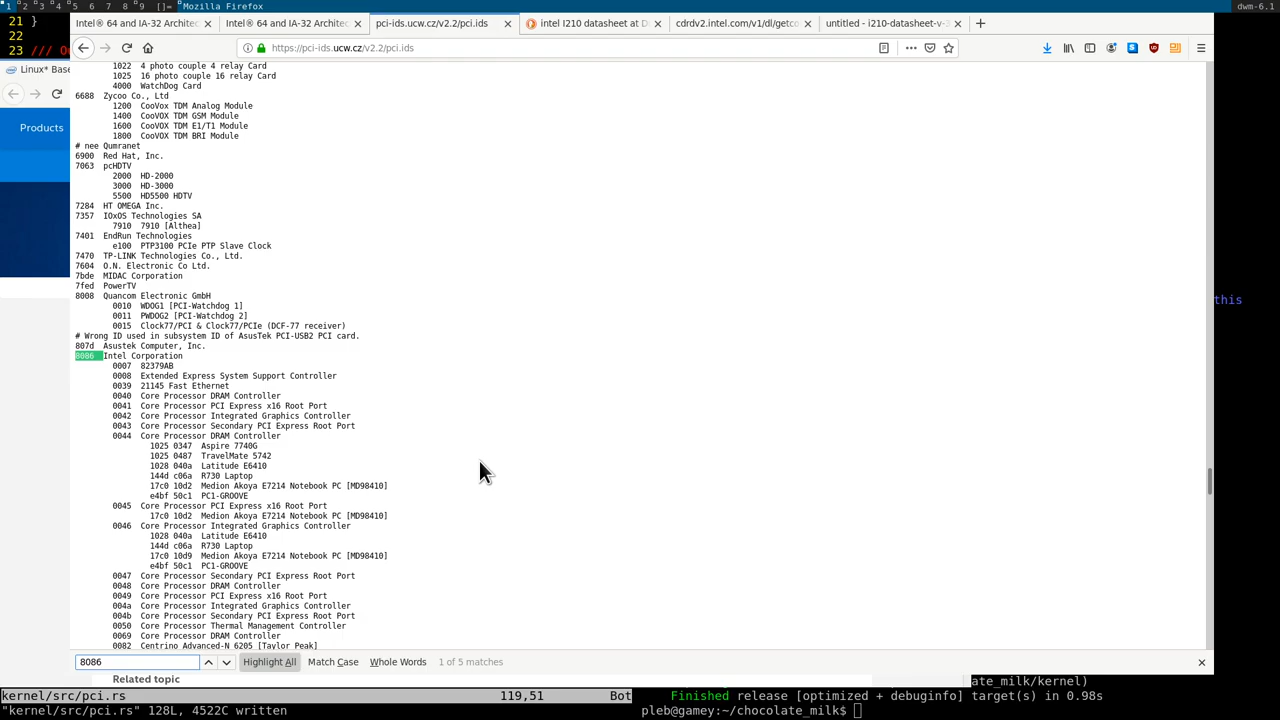 1 2 3 4 5 6 7 8 9 []= Mozilla Firefox dwm-6.1
21 }
22
23 /// O
Intel® 64 and IA-32 Architec
Intel® 64 and IA-32 Architec
pci-ids.ucw.cz/v2.2/pci.ids
intel I210 datasheet at D
cdrdv2.intel.com/v1/dl/getco
untitled - i210-datasheet-v-3
https://pci-ids.ucw.cz/v2.2/pci.ids
Linux* Base
Products
this
1022 4 photo couple 4 relay Card
1025 16 photo couple 16 relay Card
4000 WatchDog Card
6688 Zycoo Co., Ltd
1200 CooVox TDM Analog Module
1400 CooVOX TDM GSM Module
1600 CooVOX TDM E1/T1 Module
1800 CooVOX TDM BRI Module
# nee Qumranet
6900 Red Hat, Inc.
7063 pcHDTV
2000 HD-2000
3000 HD-3000
5500 HD5500 HDTV
7284 HT OMEGA Inc.
7357 IOxOS Technologies SA
7910 7910 [Althea]
7401 EndRun Technologies
e100 PTP3100 PCIe PTP Slave Clock
7470 TP-LINK Technologies Co., Ltd.
7604 O.N. Electronic Co Ltd.
7bde MIDAC Corporation
7fed PowerTV
8008 Quancom Electronic GmbH
0010 WDOG1 [PCI-Watchdog 1]
0011 PWDOG2 [PCI-Watchdog 2]
0015 Clock77/PCI & Clock77/PCIe (DCF-77 receiver)
# Wrong ID used in subsystem ID of AsusTek PCI-USB2 PCI card.
807d Asustek Computer, Inc.
8086 Intel Corporation
0007 82379AB
0008 Extended Express System Support Controller
0039 21145 Fast Ethernet
0040 Core Processor DRAM Controller
0041 Core Processor PCI Express x16 Root Port
0042 Core Processor Integrated Graphics Controller
0043 Core Processor Secondary PCI Express Root Port
0044 Core Processor DRAM Controller
1025 0347 Aspire 7740G
1025 0487 TravelMate 5742
1028 040a Latitude E6410
144d c06a R730 Laptop
17c0 10d2 Medion Akoya E7214 Notebook PC [MD98410]
e4bf 50c1 PC1-GROOVE
0045 Core Processor PCI Express x16 Root Port
17c0 10d2 Medion Akoya E7214 Notebook PC [MD98410]
0046 Core Processor Integrated Graphics Controller
1028 040a Latitude E6410
144d c06a R730 Laptop
17c0 10d9 Medion Akoya E7214 Notebook PC [MD98410]
e4bf 50c1 PC1-GROOVE
0047 Core Processor Secondary PCI Express Root Port
0048 Core Processor DRAM Controller
0049 Core Processor PCI Express x16 Root Port
004a Core Processor Integrated Graphics Controller
004b Core Processor Secondary PCI Express Root Port
0050 Core Processor Thermal Management Controller
0069 Core Processor DRAM Controller
0082 Centrino Advanced-N 6205 [Taylor Peak]
8086 Highlight All Match Case Whole Words 1 of 5 matches
Related topic
ate_milk/kernel)
kernel/src/pci.rs 119,51 Bot
Finished release [optimized + debuginfo] target(s) in 0.98s
"kernel/src/pci.rs" 128L, 4522C written
pleb@gamey:~/chocolate_milk$